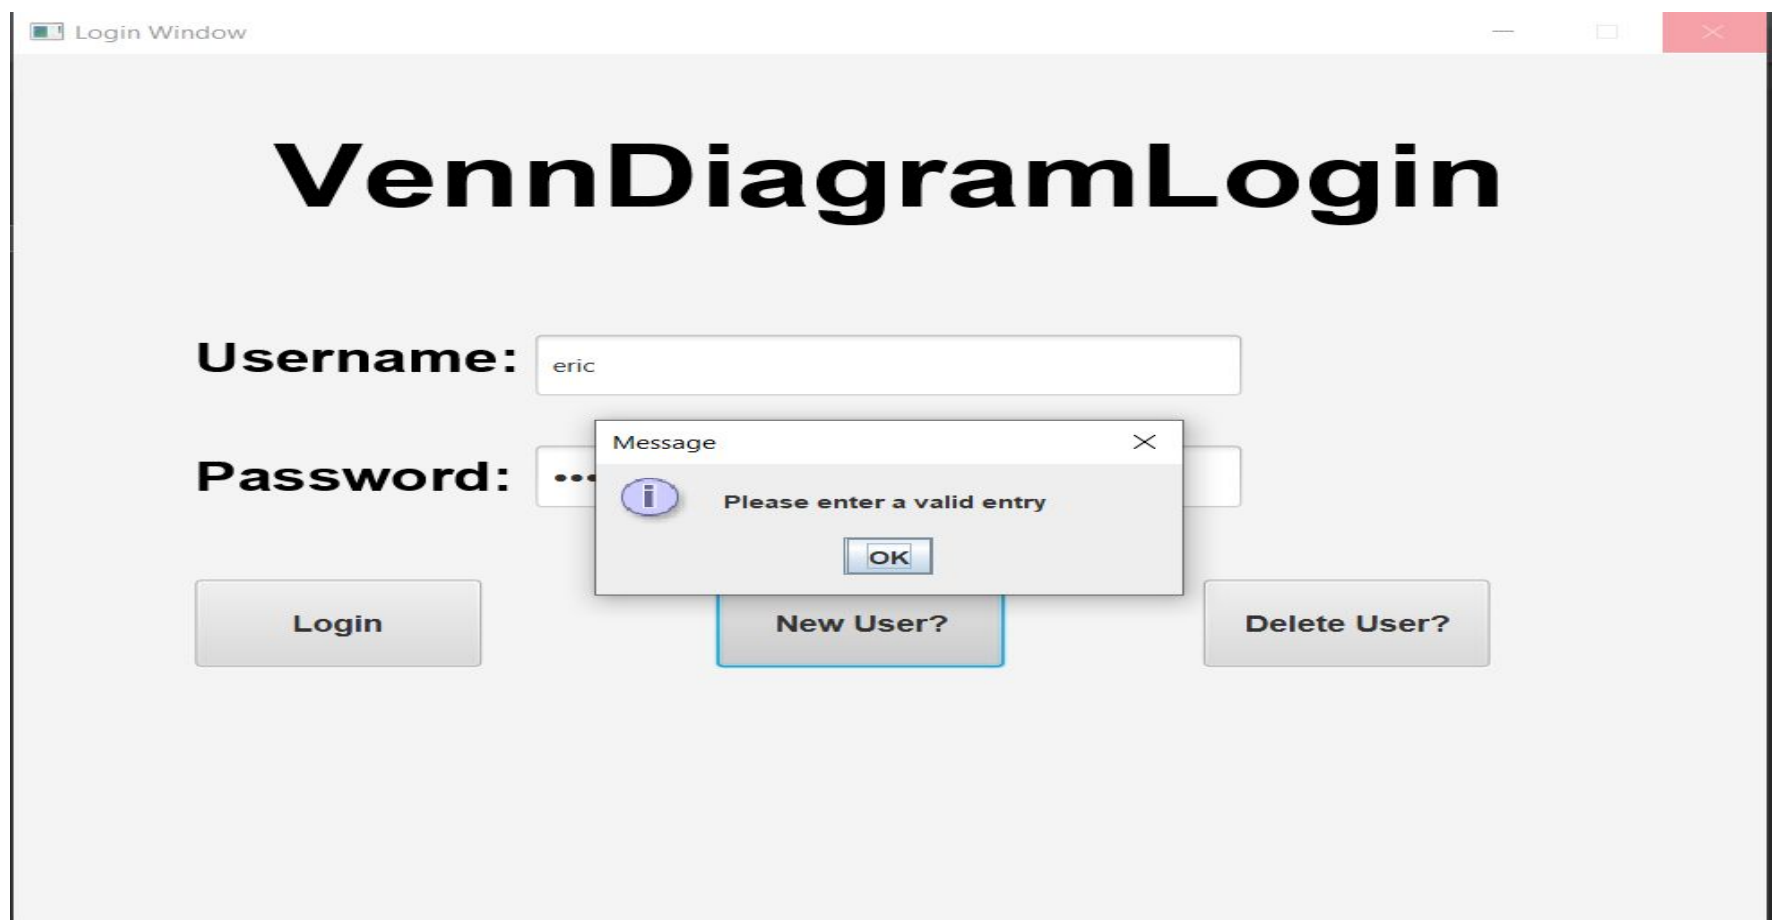 Login Window
VennDiagramLogin
Username: eric
Message
Password: •••
Please enter a valid entry
OK
Login New User? Delete User?